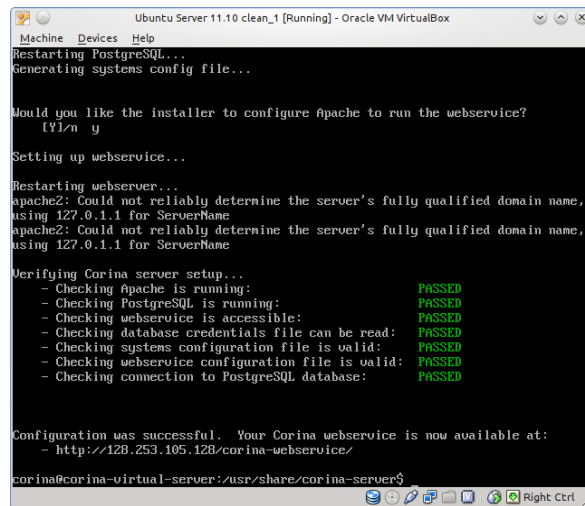 Ubuntu Server 11.10 clean_1 [Running] - Oracle VM VirtualBox
Machine Devices Help
Restarting PostgreSQL...
Generating systems config file...
Would you like the installer to configure Apache to run the webservice?
[Y]/n y
Setting up webservice...
Restarting webserver...
apache2: Could not reliably determine the server's fully qualified domain name,
using 127.0.1.1 for ServerName
apache2: Could not reliably determine the server's fully qualified domain name,
using 127.0.1.1 for ServerName
Verifying Corina server setup...
- Checking Apache is running: PASSED
- Checking PostgreSQL is running: PASSED
- Checking webservice is accessible: PASSED
- Checking database credentials file can be read: PASSED
- Checking systems configuration file is valid: PASSED
- Checking webservice configuration file is valid: PASSED
- Checking connection to PostgreSQL database: PASSED
Configuration was successful. Your Corina webservice is now available at:
- http://128.253.105.128/corina-webservice/
corina@corina-virtual-server:/usr/share/corina-server$ _
Right Ctrl